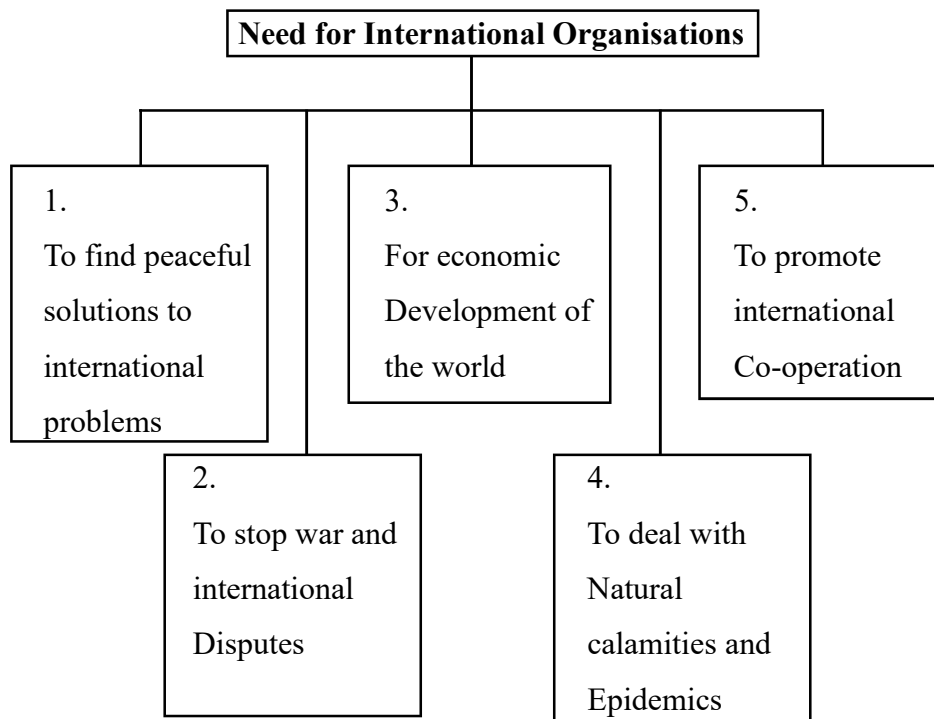 Need for International Organisations
1.
To find peaceful
solutions to
international
problems
2.
To stop war and
international
Disputes
3.
For economic
Development of
the world
4.
To deal with
Natural
calamities and
Epidemics
5.
To promote
international
Co-operation